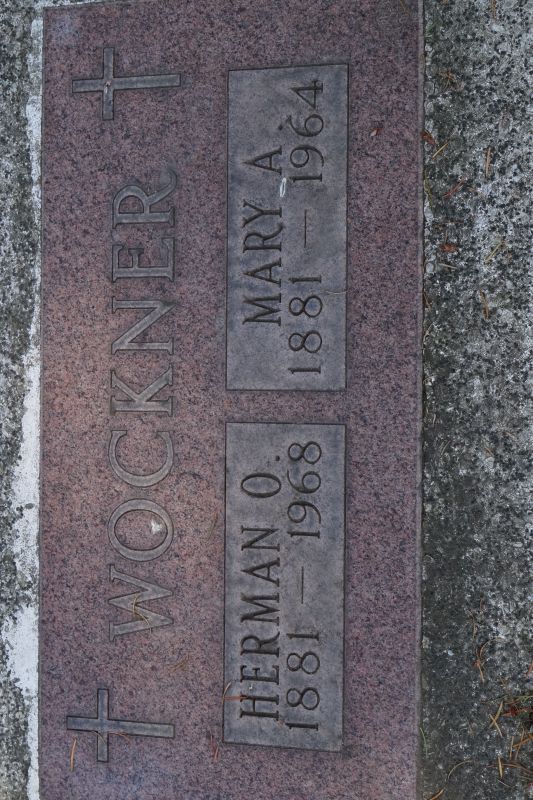 WOCKNER
HERMAN O.
1881 — 1968
MARY A.
1881 — 1964